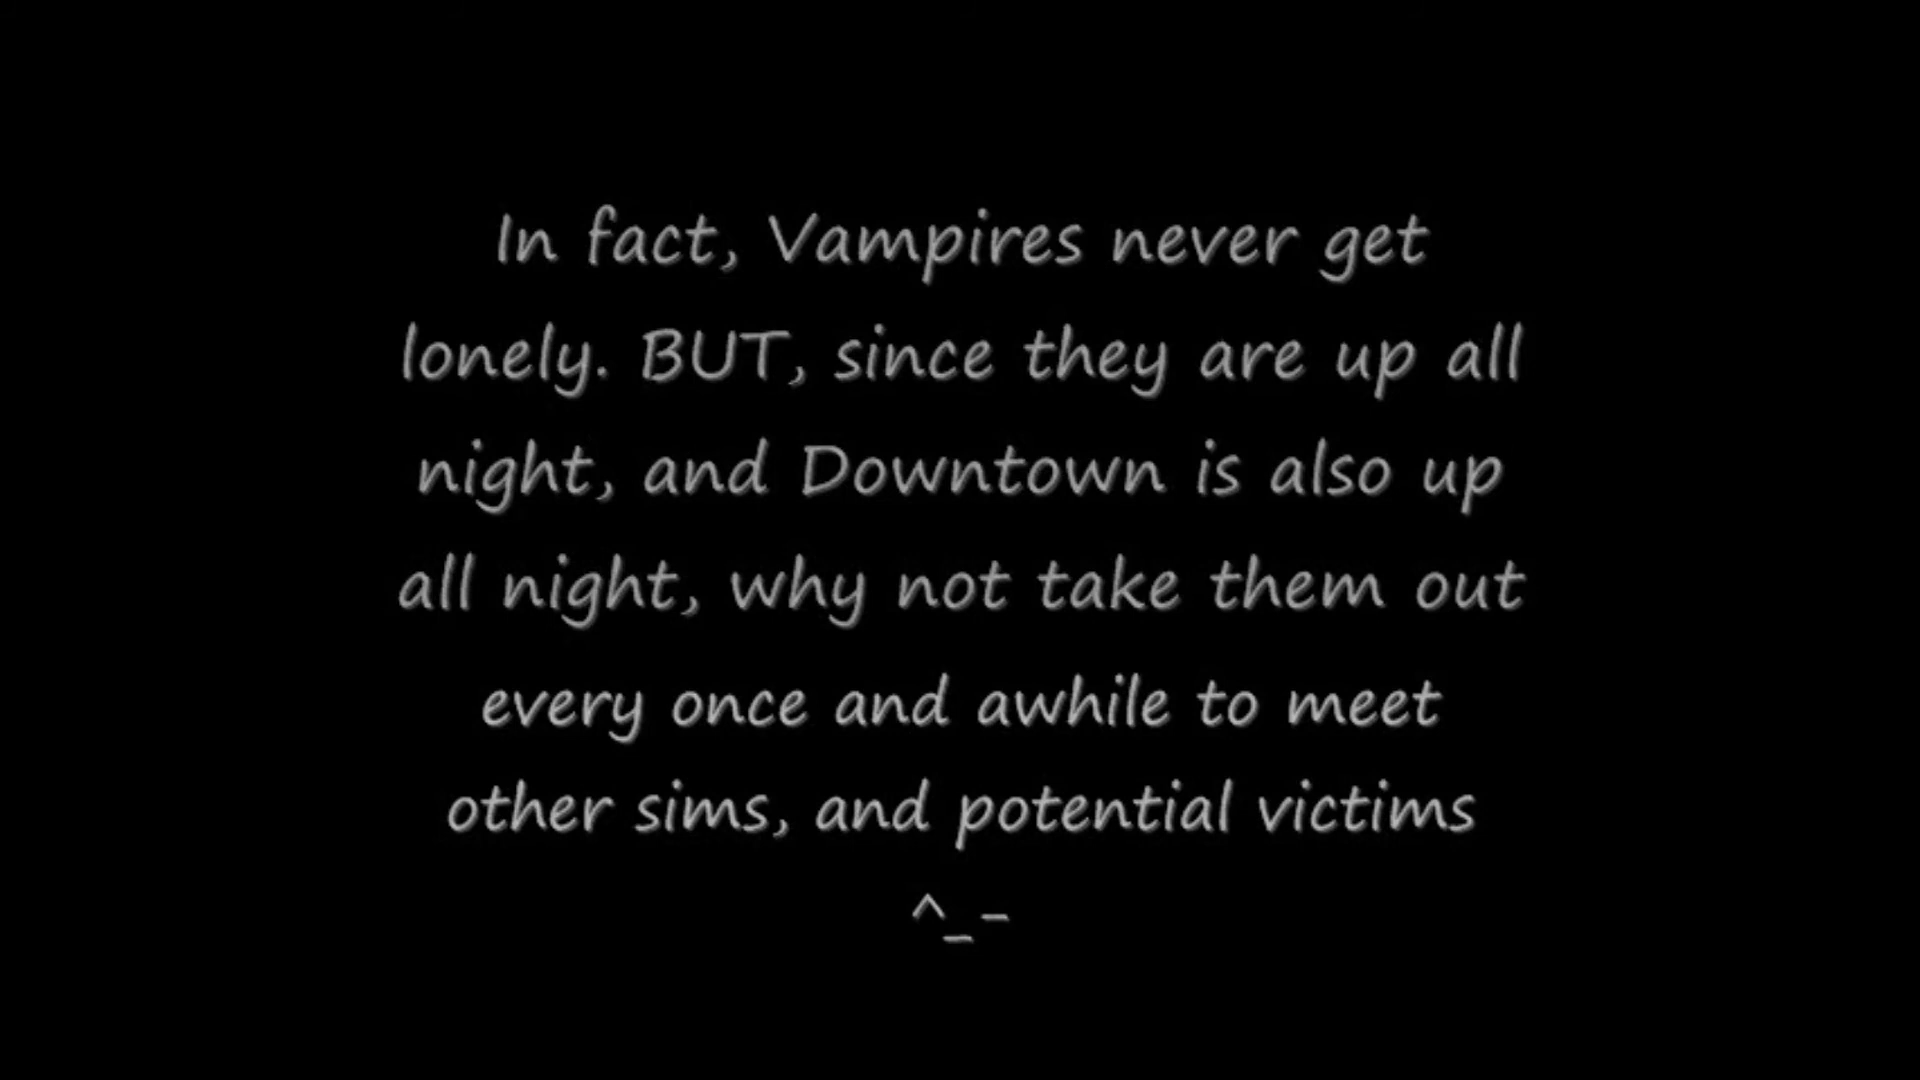 In fact, Vampires never get
lonely. BUT, since they are up all
night, and Downtown is also up
all night, why not take them out
every once and awhile to meet
other sims, and potential victims
^_-